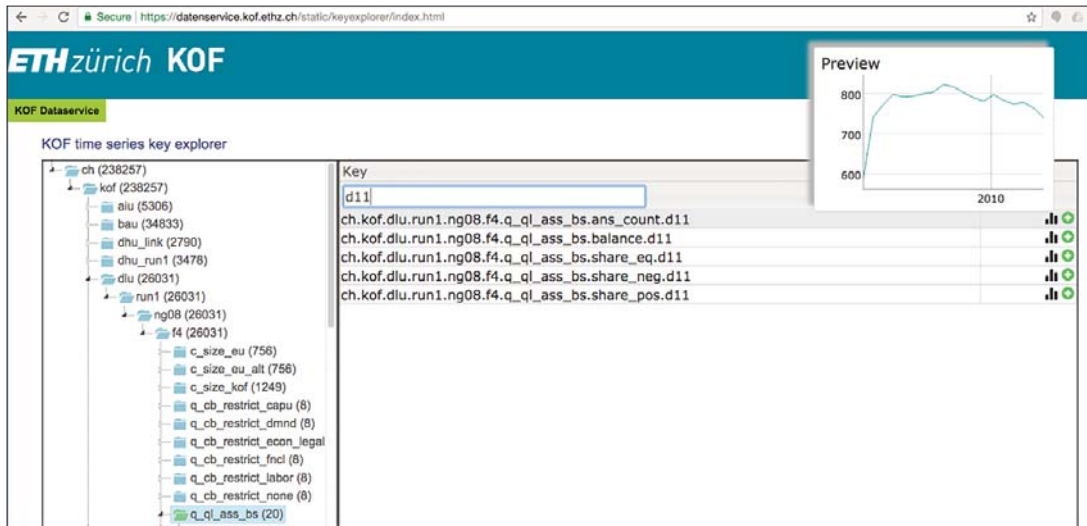 Secure | https://datenservice.kof.ethz.ch/static/keyexplorer/index.html
ETH zürich KOF
KOF Dataservice
Preview
800
700
600
2010
KOF time series key explorer
ch (238257)
kof (238257)
aiu (5306)
bau (34833)
dhu_link (2790)
dhu_run1 (3478)
dlu (26031)
run1 (26031)
ng08 (26031)
f4 (26031)
c_size_eu (756)
c_size_eu_alt (756)
c_size_kof (1249)
q_cb_restrict_capu (8)
q_cb_restrict_dmnd (8)
q_cb_restrict_econ_legal
q_cb_restrict_fncl (8)
q_cb_restrict_labor (8)
q_cb_restrict_none (8)
q_ql_ass_bs (20)
Key
d11
ch.kof.dlu.run1.ng08.f4.q_ql_ass_bs.ans_count.d11
ch.kof.dlu.run1.ng08.f4.q_ql_ass_bs.balance.d11
ch.kof.dlu.run1.ng08.f4.q_ql_ass_bs.share_eq.d11
ch.kof.dlu.run1.ng08.f4.q_ql_ass_bs.share_neg.d11
ch.kof.dlu.run1.ng08.f4.q_ql_ass_bs.share_pos.d11